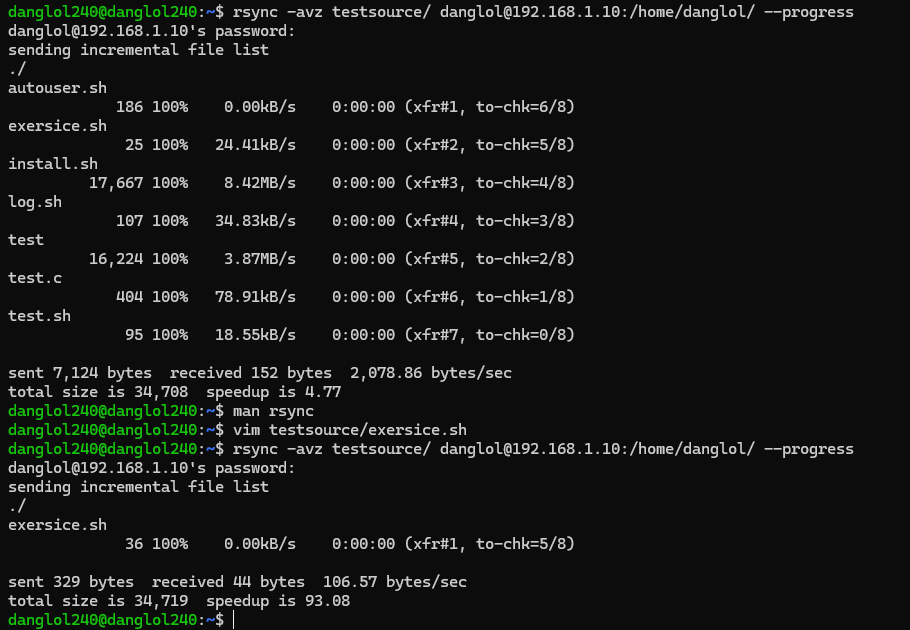 danglol240@danglol240:~$ rsync -avz testsource/ danglol@192.168.1.10:/home/danglol/ --progress
danglol@192.168.1.10's password:
sending incremental file list
./
autouser.sh
            186 100%    0.00kB/s    0:00:00 (xfr#1, to-chk=6/8)
exersice.sh
             25 100%   24.41kB/s    0:00:00 (xfr#2, to-chk=5/8)
install.sh
         17,667 100%    8.42MB/s    0:00:00 (xfr#3, to-chk=4/8)
log.sh
            107 100%   34.83kB/s    0:00:00 (xfr#4, to-chk=3/8)
test
         16,224 100%    3.87MB/s    0:00:00 (xfr#5, to-chk=2/8)
test.c
            404 100%   78.91kB/s    0:00:00 (xfr#6, to-chk=1/8)
test.sh
             95 100%   18.55kB/s    0:00:00 (xfr#7, to-chk=0/8)

sent 7,124 bytes  received 152 bytes  2,078.86 bytes/sec
total size is 34,708  speedup is 4.77
danglol240@danglol240:~$ man rsync
danglol240@danglol240:~$ vim testsource/exersice.sh
danglol240@danglol240:~$ rsync -avz testsource/ danglol@192.168.1.10:/home/danglol/ --progress
danglol@192.168.1.10's password:
sending incremental file list
./
exersice.sh
             36 100%    0.00kB/s    0:00:00 (xfr#1, to-chk=5/8)

sent 329 bytes  received 44 bytes  106.57 bytes/sec
total size is 34,719  speedup is 93.08
danglol240@danglol240:~$